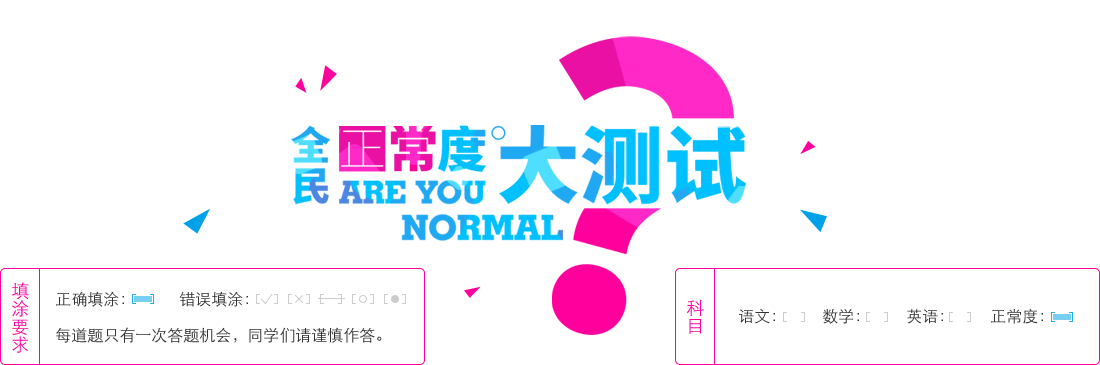 全民正常度°大测试
ARE YOU
NORMAL
?
填涂要求
正确填涂：
错误填涂：
每道题只有一次答题机会，同学们请谨慎作答。
科目
语文：[ ] 数学：[ ] 英语：[ ] 正常度：